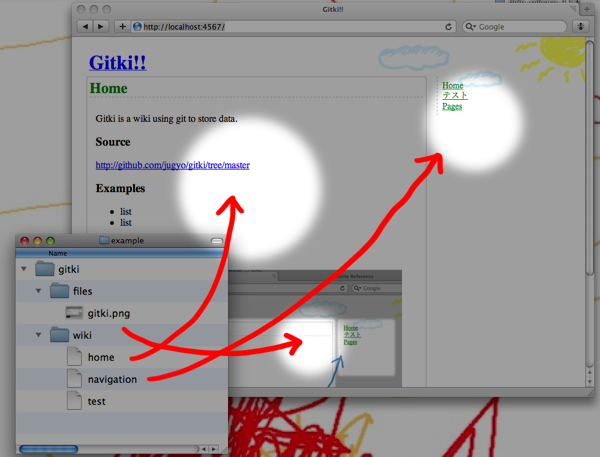 Gitki!!
http://localhost:4567/
Google
Gitki!!
Home
Gitki is a wiki using git to store data.
Source
http://github.com/jugyo/gitki/tree/master
Examples
list
list
Home
テスト
Pages
example
Name
gitki
files
gitki.png
wiki
home
navigation
test
Google
Home
テスト
Pages